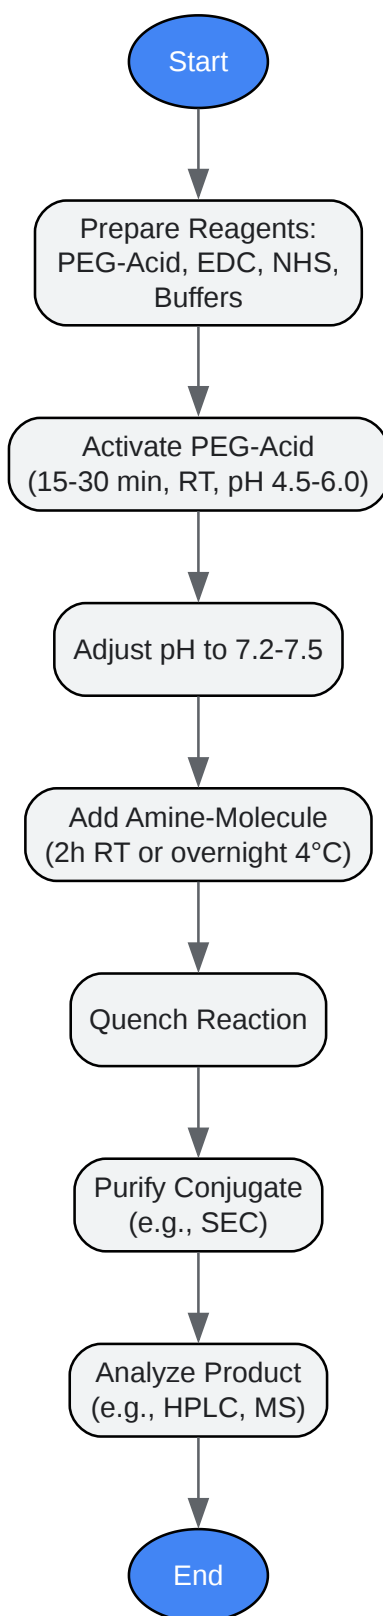 Start
Prepare Reagents:
PEG-Acid, EDC, NHS,
Buffers
Activate PEG-Acid
(15-30 min, RT, pH 4.5-6.0)
Adjust pH to 7.2-7.5
Add Amine-Molecule
(2h RT or overnight 4°C)
Quench Reaction
Purify Conjugate
(e.g., SEC)
Analyze Product
(e.g., HPLC, MS)
End